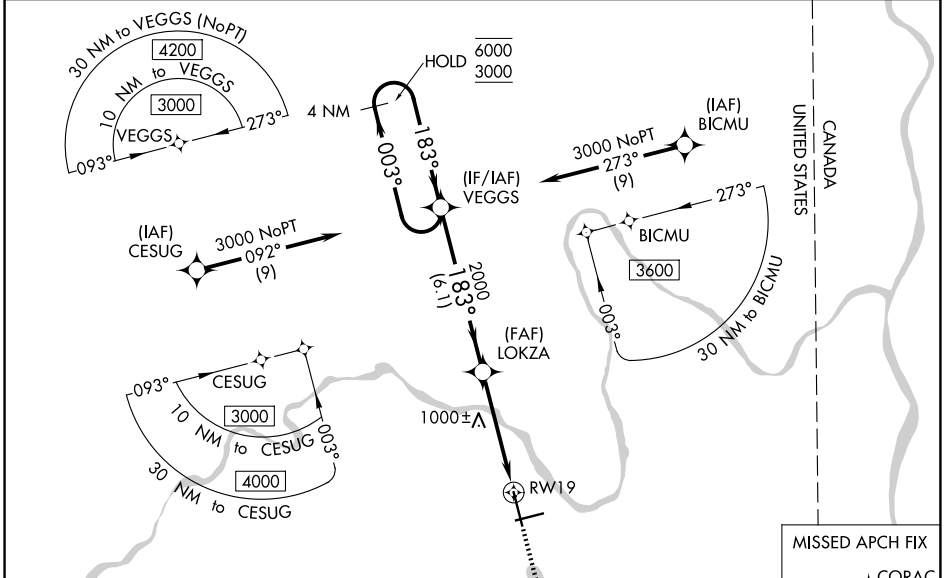 30 NM to VEGGS (NoPT)
4200
10 NM to VEGGS
3000
VEGGS
093°
273°
HOLD
6000
3000
4 NM
183°
003°
(IF/IAF)
VEGGS
(IAF)
BICMU
3000 NoPT
273°
(9)
CANADA
UNITED STATES
(IAF)
CESUG
3000 NoPT
092°
(9)
273°
BICMU
3600
003°
30 NM to BICMU
2000
183°
(6.1)
(FAF)
LOKZA
093°
CESUG
3000
10 NM to CESUG
003°
4000
30 NM to CESUG
1000±
RW19
MISSED APCH FIX
COPAC